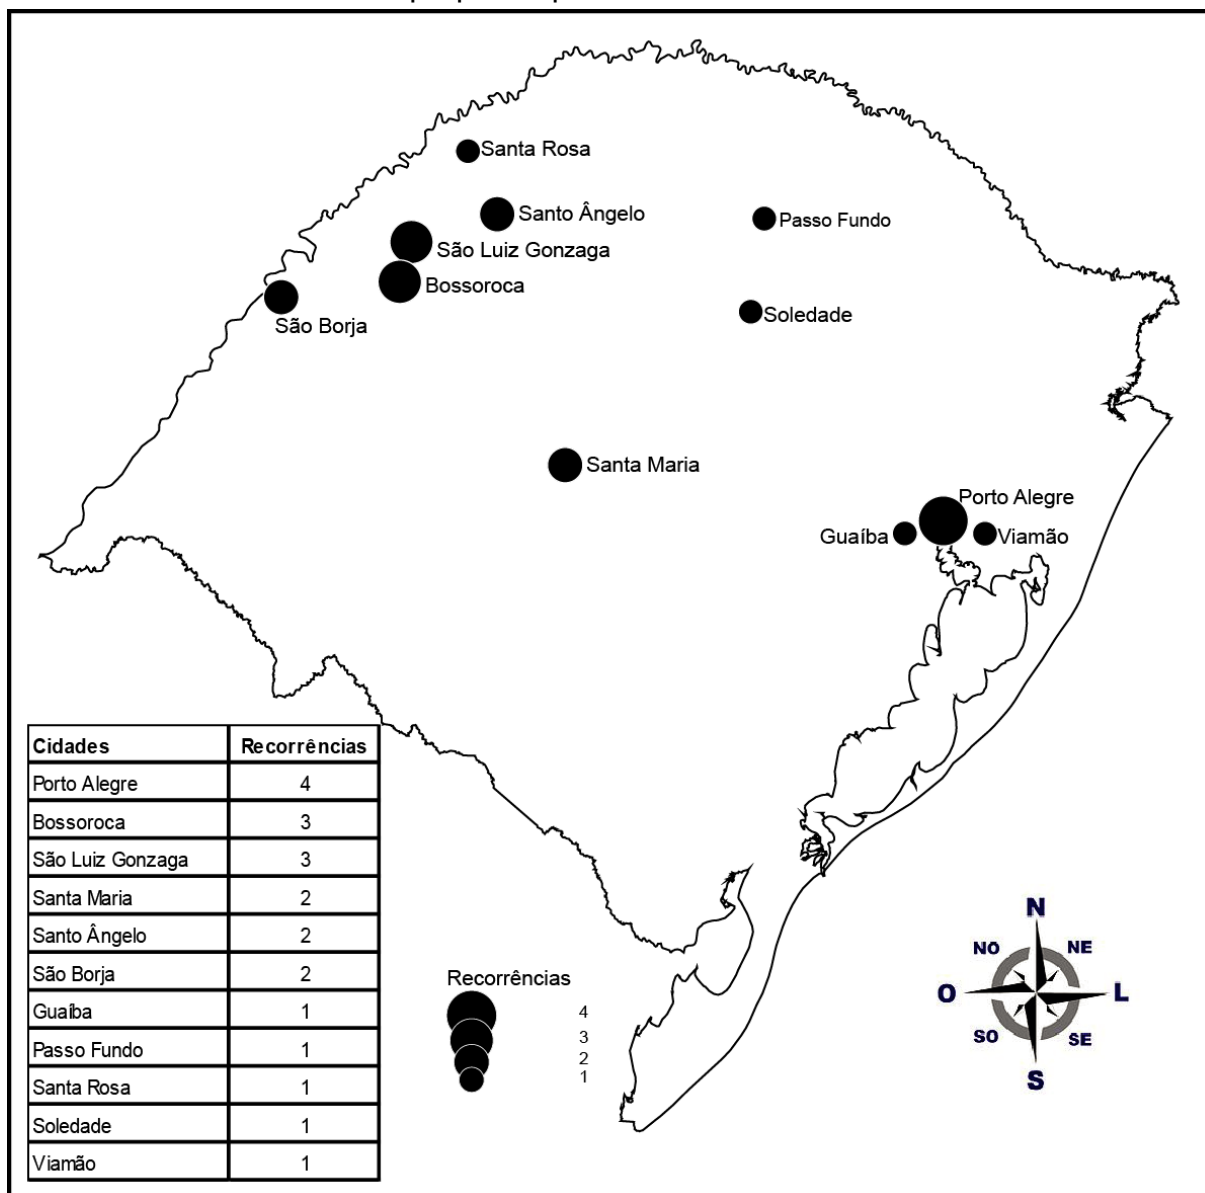 Santa Rosa
Santo Ângelo
Passo Fundo
São Luiz Gonzaga
Bossoroca
São Borja
Soledade
Santa Maria
Porto Alegre
Guaíba
Viamão
Cidades Recorrências
Porto Alegre 4
Bossoroca 3
São Luiz Gonzaga 3
Santa Maria 2
Santo Ângelo 2
São Borja 2
Guaíba 1
Passo Fundo 1
Santa Rosa 1
Soledade 1
Viamão 1
Recorrências
4
3
2
1
N
NO NE
O L
SO SE
S